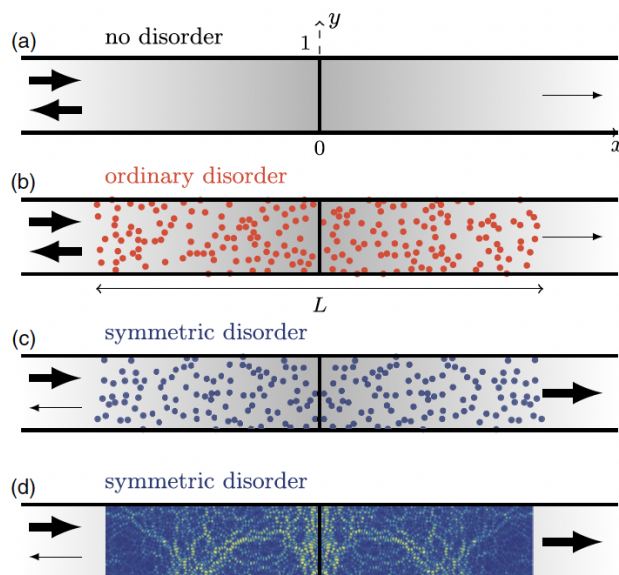 (a)
no disorder
y
1
0
x
(b)
ordinary disorder
L
symmetric disorder
(c)
symmetric disorder
(d)